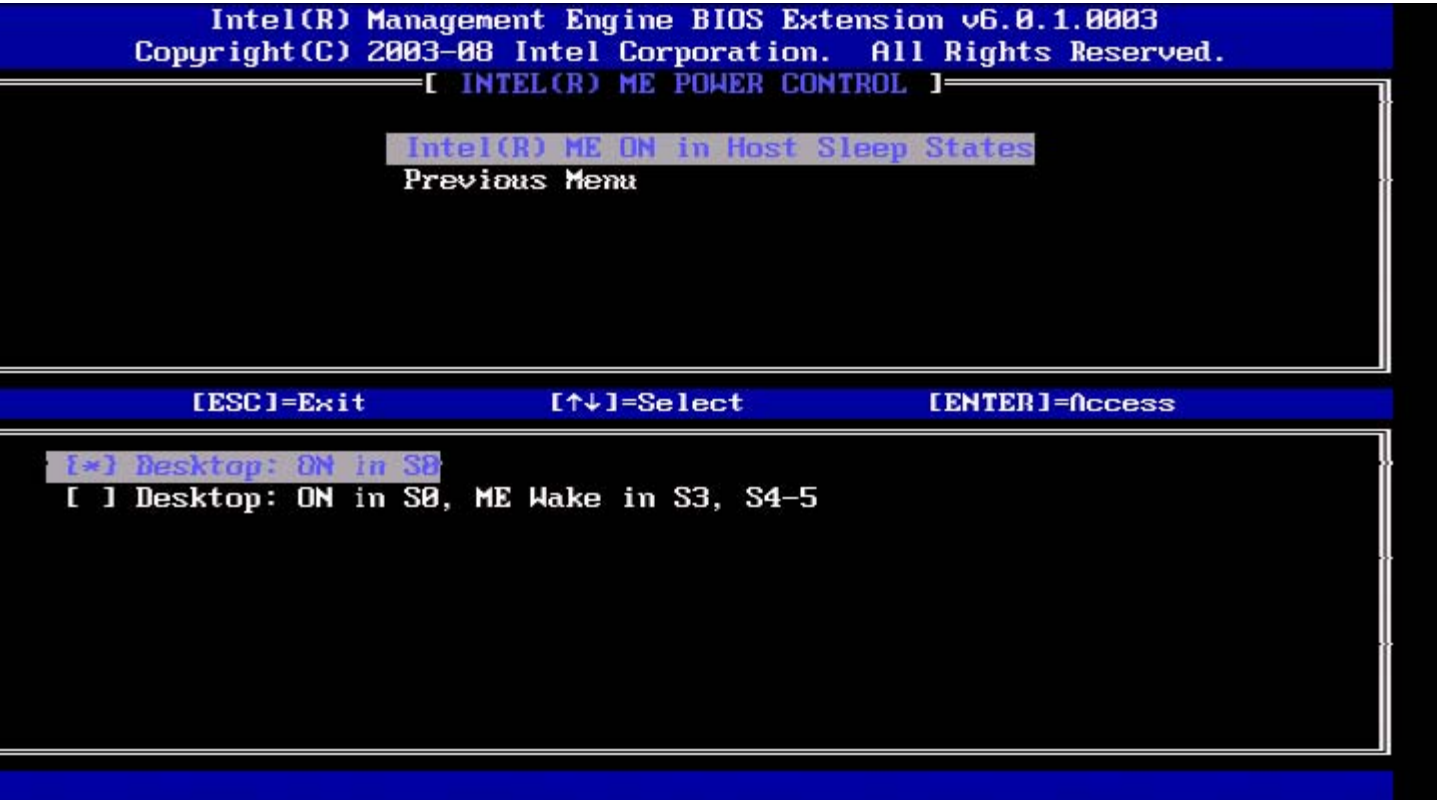 Intel(R) Management Engine BIOS Extension v6.0.1.0003
Copyright(C) 2003-08 Intel Corporation. All Rights Reserved.
[ INTEL(R) ME POWER CONTROL ]
Intel(R) ME ON in Host Sleep States
Previous Menu
[ESC]=Exit [↑↓]=Select [ENTER]=Access
[*] Desktop: ON in S0
[ ] Desktop: ON in S0, ME Wake in S3, S4-5